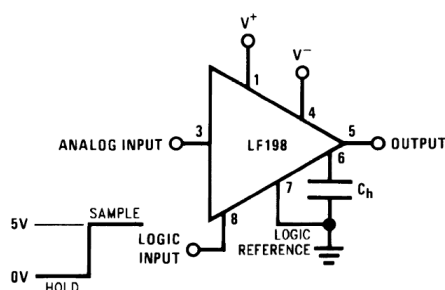 V+
V−
1
4
3
ANALOG INPUT
LF198
5
OUTPUT
6
7
8
Ch
5V
SAMPLE
LOGIC
INPUT
LOGIC
REFERENCE
0V
HOLD